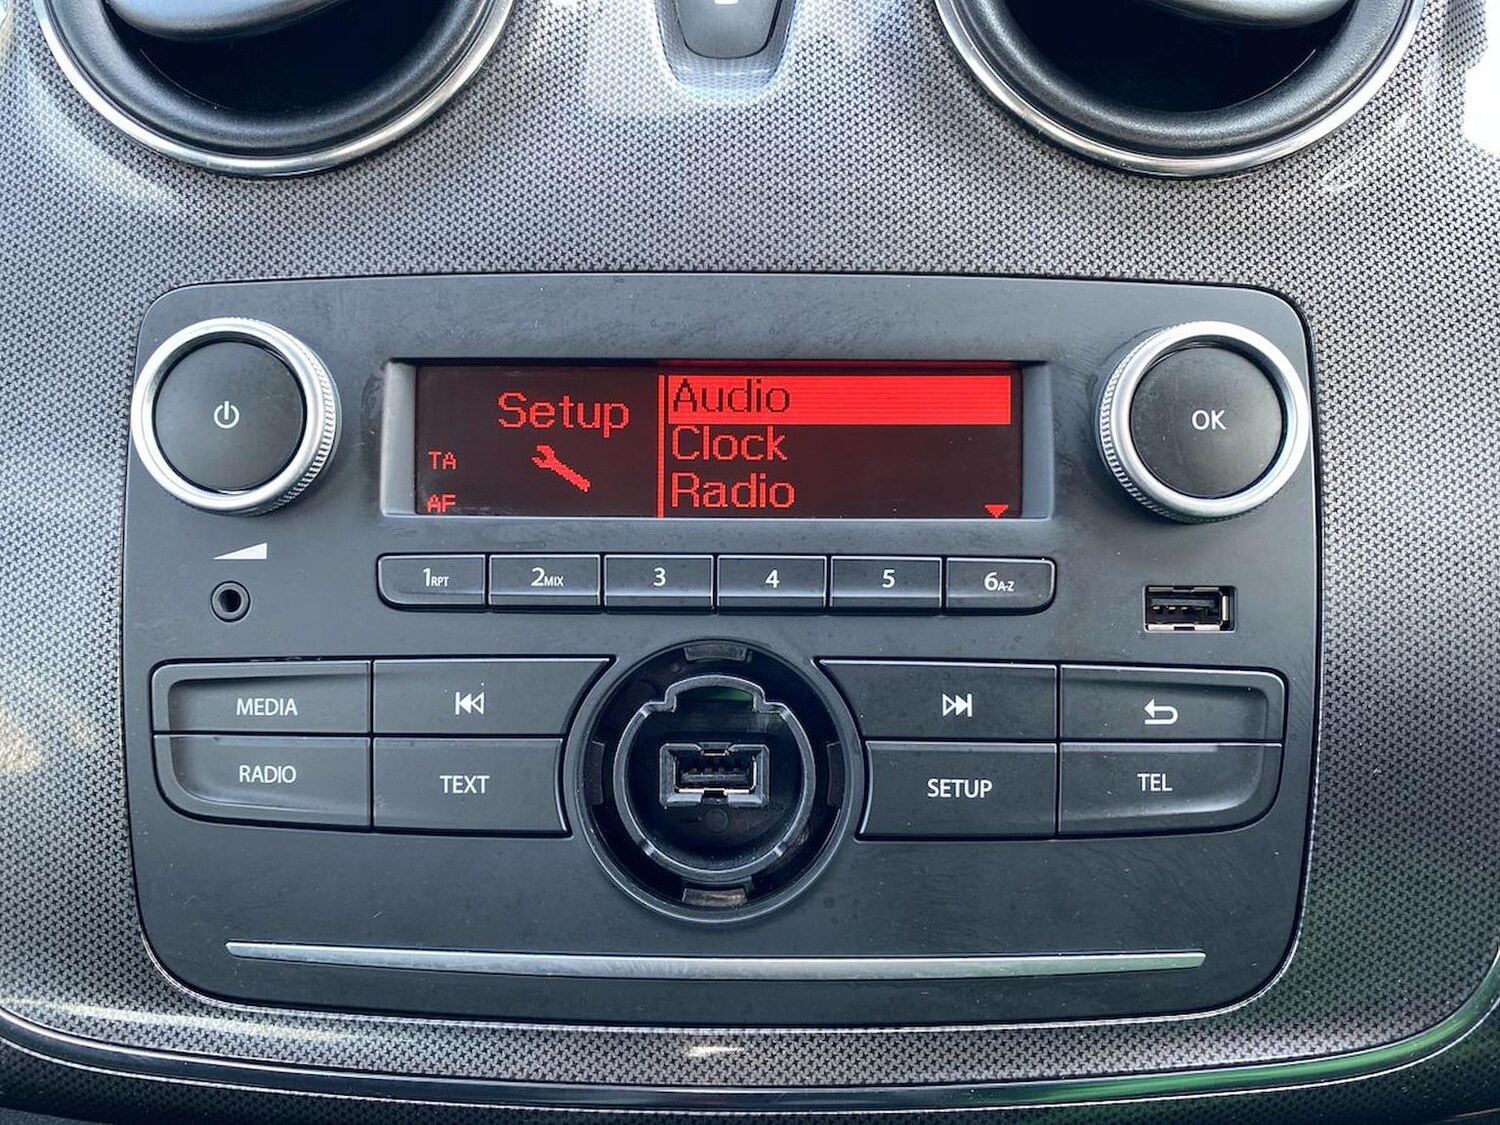 Setup
TA
AF
Audio
Clock
Radio
OK
1RPT
2MIX
3
4
5
6A-Z
MEDIA
RADIO
TEXT
SETUP
TEL